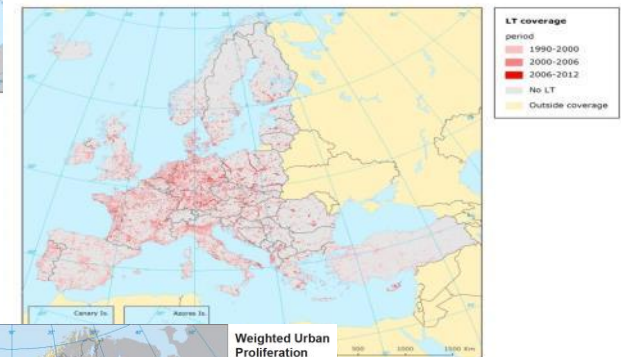 LT coverage
period
1990-2000
2000-2006
2006-2012
No LT
Outside coverage
Canary Is.
Azores Is.
Weighted Urban
Proliferation
500
1000
1500 Km